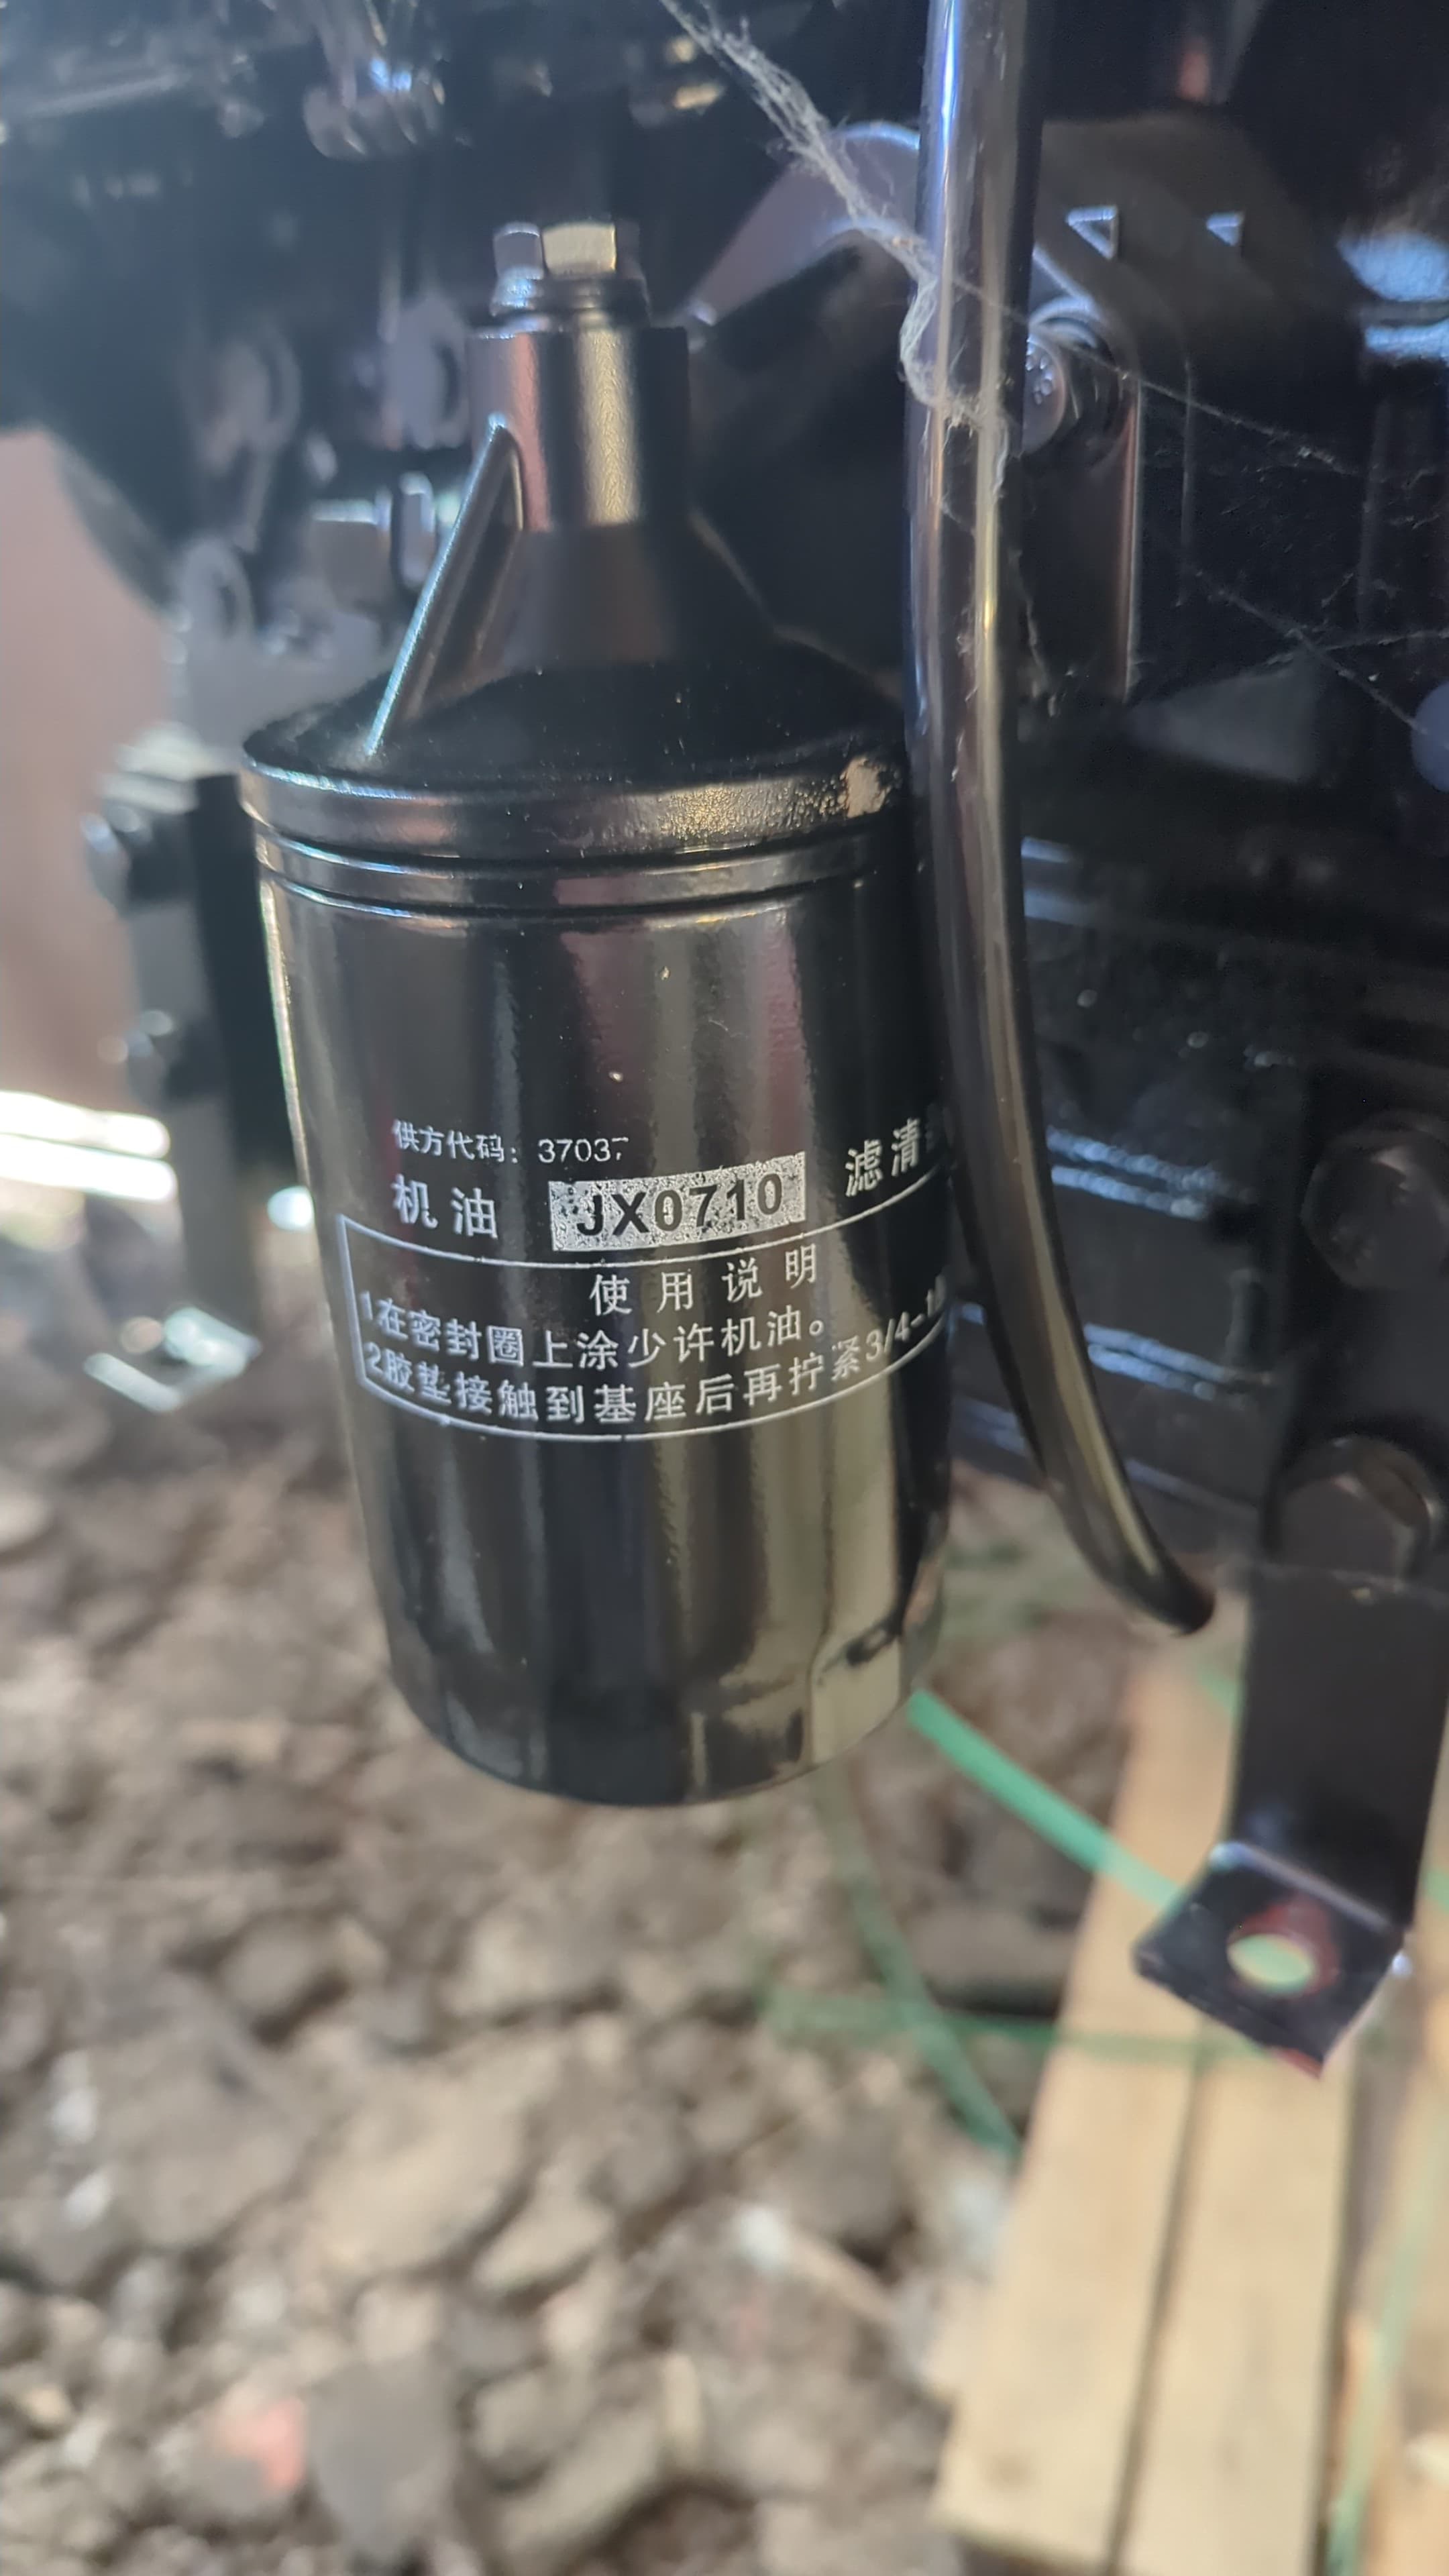 供方代码：3703
机油 JX0710 滤清
使用说明
1在密封圈上涂少许机油。
2胶垫接触到基座后再拧紧3/4-1